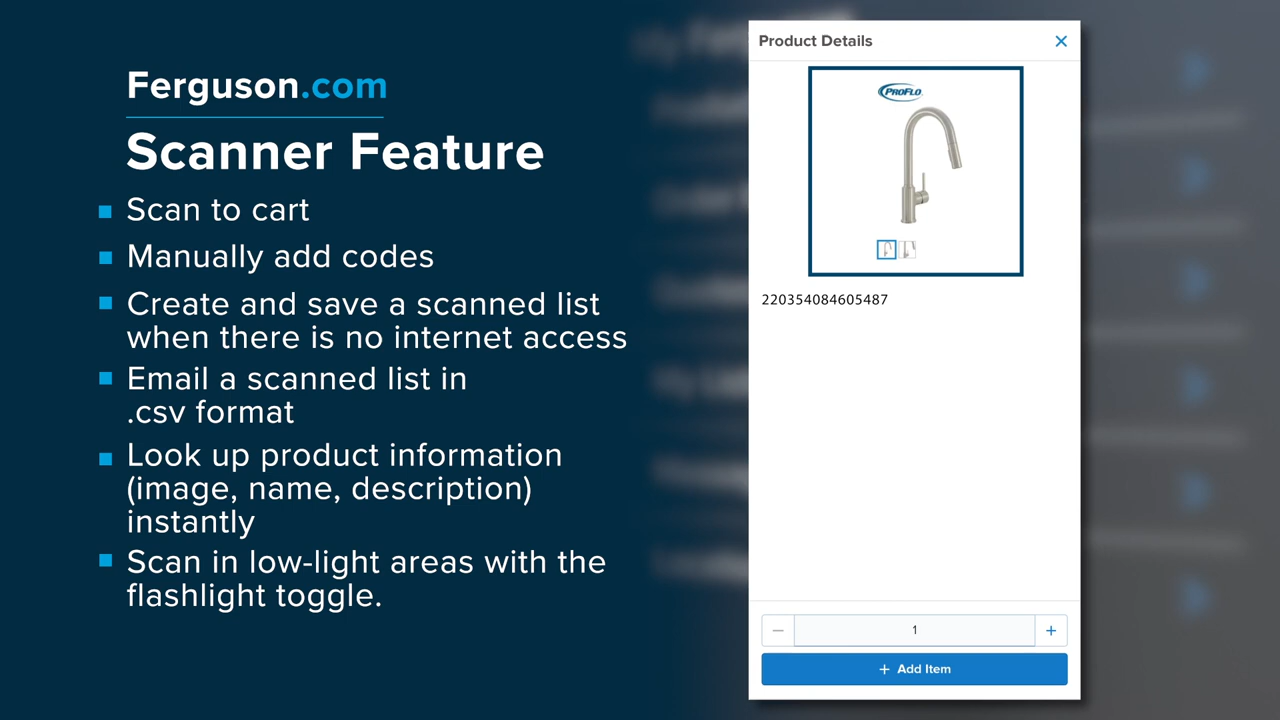 Ferguson.com
Scanner Feature
Scan to cart
Manually add codes
Create and save a scanned list
when there is no internet access
Email a scanned list in
.csv format
Look up product information
(image, name, description)
instantly
Scan in low-light areas with the
flashlight toggle.
Product Details
PROFLO
220354084605487
1
+ Add Item